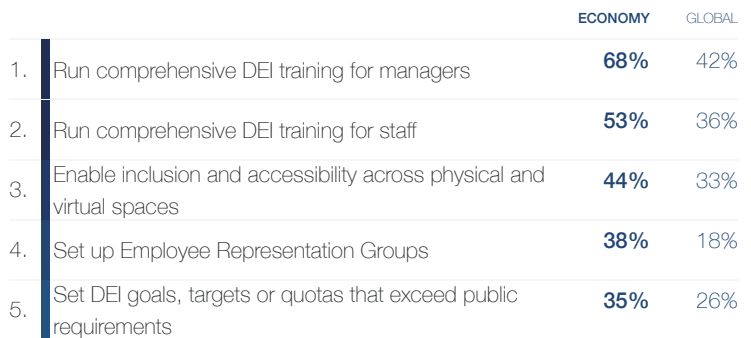 ECONOMY GLOBAL
1. Run comprehensive DEI training for managers 68% 42%
2. Run comprehensive DEI training for staff 53% 36%
3. Enable inclusion and accessibility across physical and 44% 33%
virtual spaces
4. Set up Employee Representation Groups 38% 18%
5. Set DEI goals, targets or quotas that exceed public 35% 26%
requirements